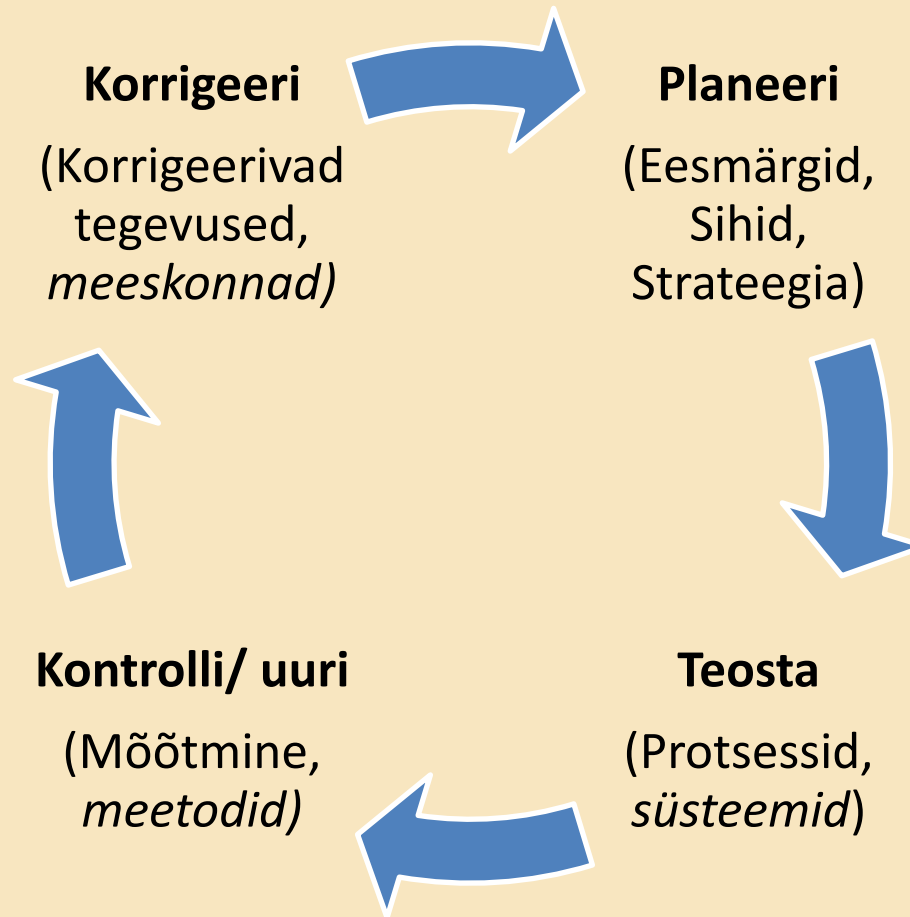 Korrigeeri
(Korrigeerivad
tegevused,
meeskonnad)
Planeeri
(Eesmärgid,
Sihid,
Strateegia)
Teosta
(Protsessid,
süsteemid)
Kontrolli/ uuri
(Mõõtmine,
meetodid)